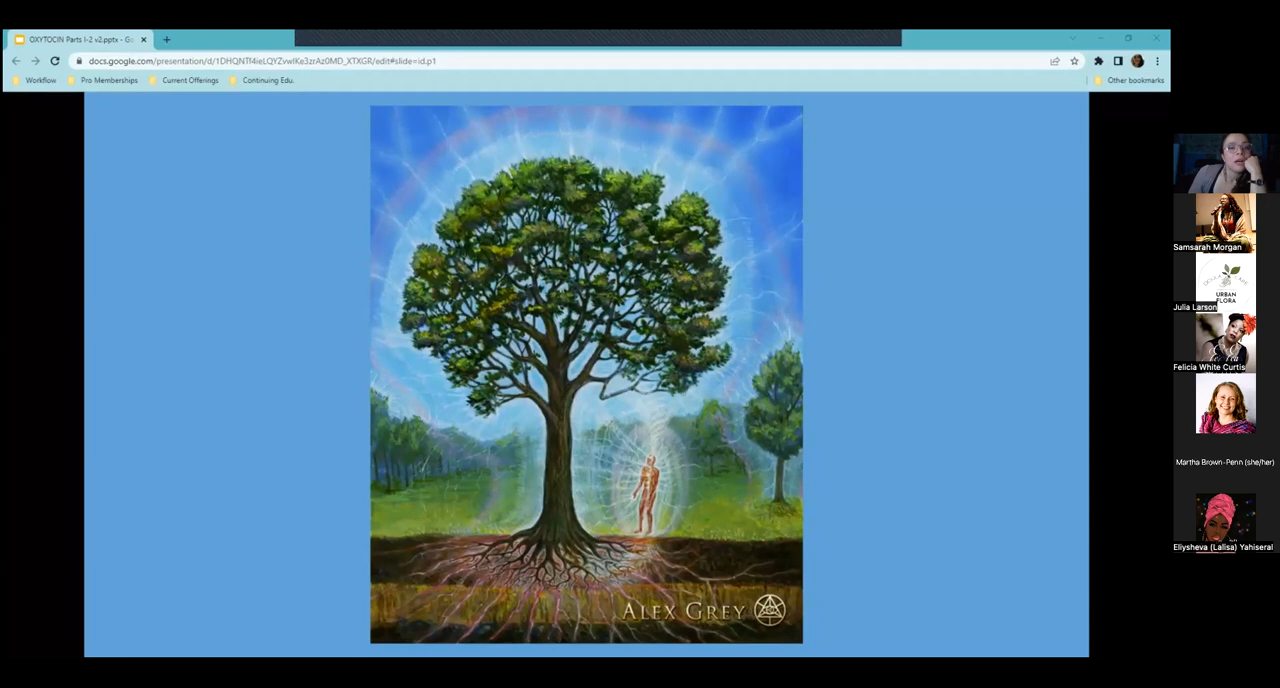 OXYTOCIN Parts I-2 v2.pptx - Go
docs.google.com/presentation/d/1DHQNTf4ieLQYZvwIKe3zrAz0MD_XTXGR/edit#slide=id.p1
Workflow
Pro Memberships
Current Offerings
Continuing Edu.
Other bookmarks
ALEX GREY
Samsarah Morgan
URBAN
FLORA
Julia Larson
Felicia White Curtis
Martha Brown-Penn (she/her)
Eliysheva (Lalisa) Yahiseral